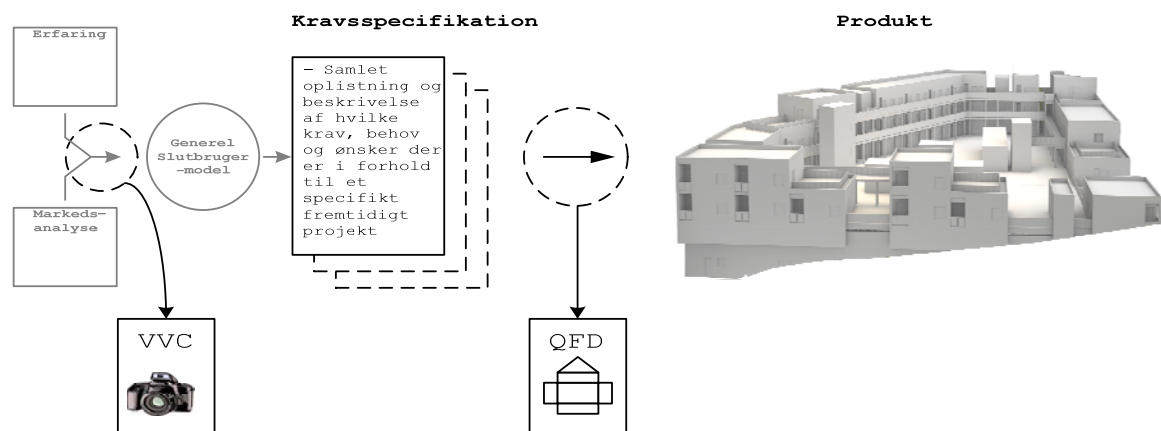 Kravsspecifikation
Produkt
Erfaring
Markeds-
analyse
Generel
Slutbruger
-model
– Samlet
oplistning og
beskrivelse
af hvilke
krav, behov
og ønsker der
er i forhold
til et
specifikt
fremtidigt
projekt
VVC
QFD